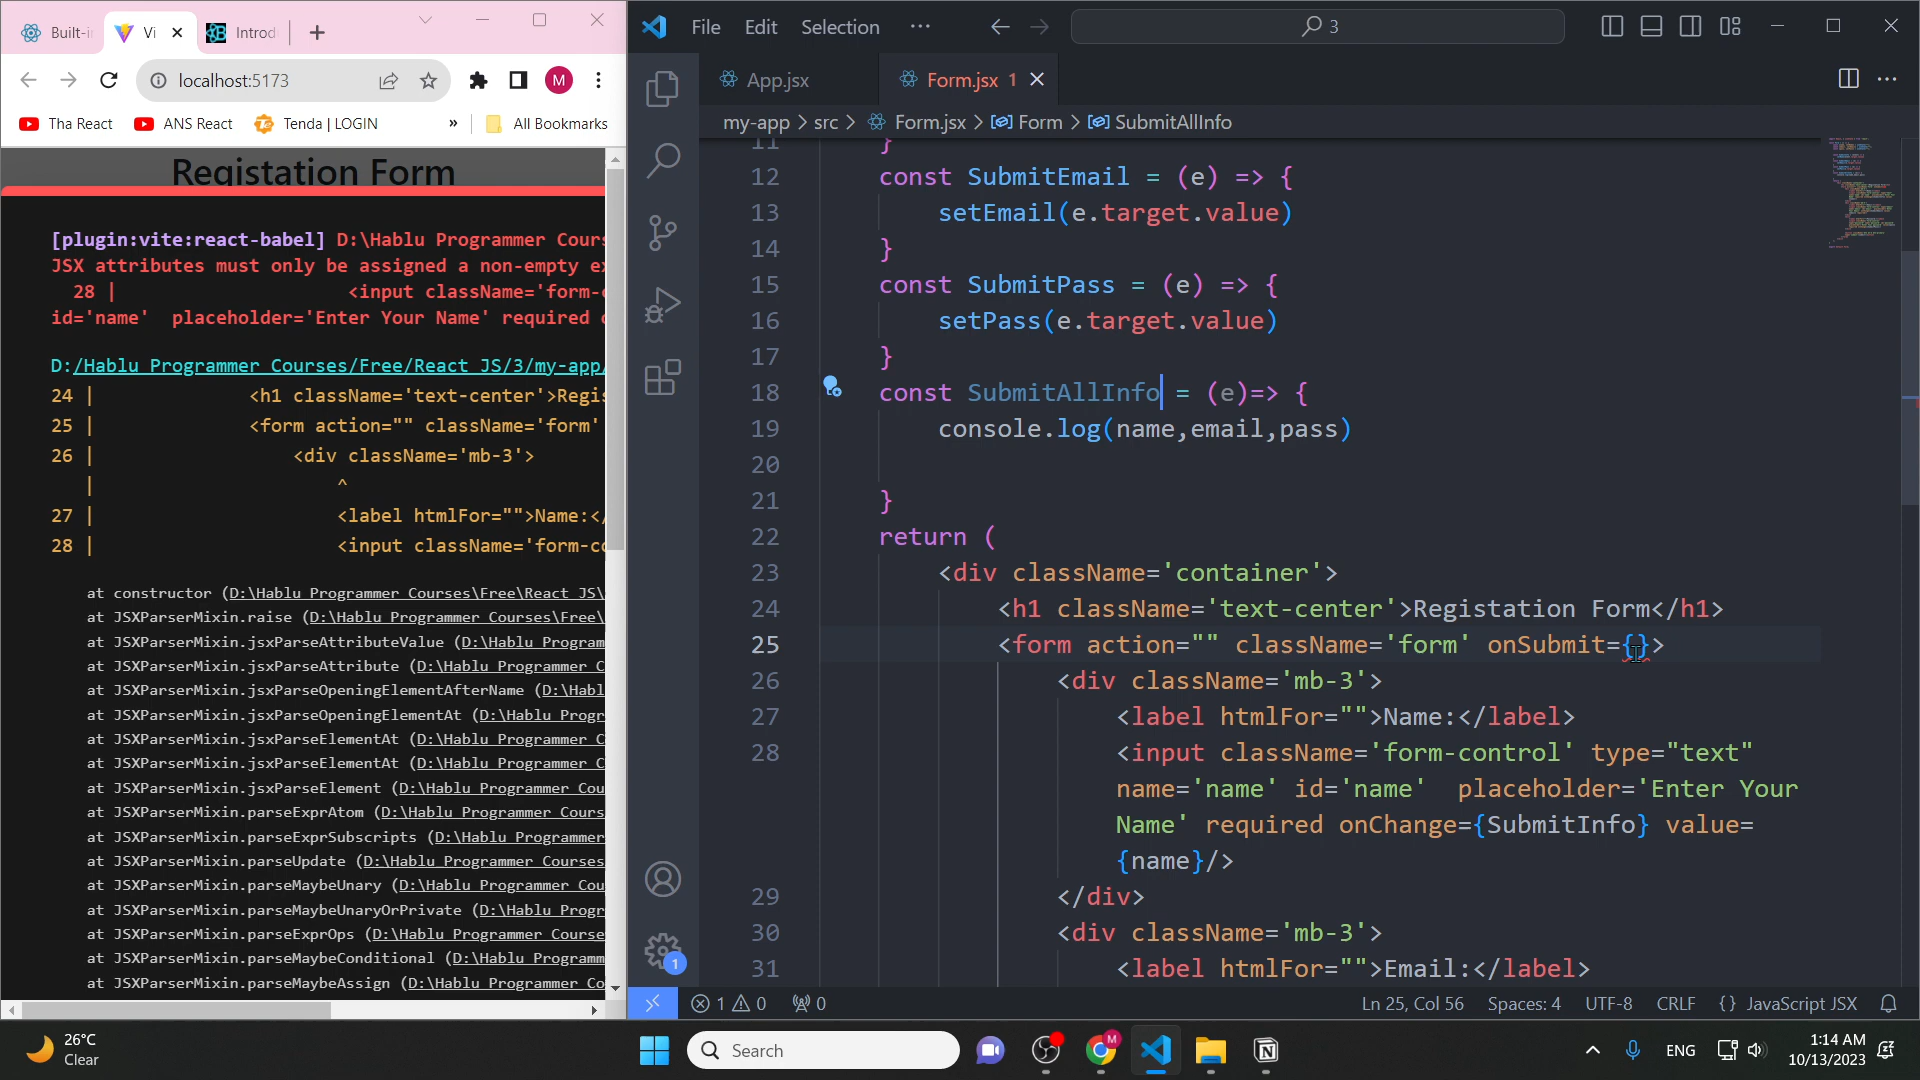 Built-i
Vi
Introd
localhost:5173
M
Tha React
ANS React
Tenda | LOGIN
»
All Bookmarks
Registation Form
[plugin:vite:react-babel] D:\Hablu Programmer Cours
JSX attributes must only be assigned a non-empty ex
28 | <input className='form-c
id='name' placeholder='Enter Your Name' required o
D:/Hablu Programmer Courses/Free/React JS/3/my-app/
24 | <h1 className='text-center'>Regis
25 | <form action="" className='form'
26 | <div className='mb-3'>
| ^
27 | <label htmlFor="">Name:</
28 | <input className='form-co
at constructor (D:\Hablu Programmer Courses\Free\React JS\
at JSXParserMixin.raise (D:\Hablu Programmer Courses\Free\
at JSXParserMixin.jsxParseAttributeValue (D:\Hablu Program
at JSXParserMixin.jsxParseAttribute (D:\Hablu Programmer C
at JSXParserMixin.jsxParseOpeningElementAfterName (D:\Habl
at JSXParserMixin.jsxParseOpeningElementAt (D:\Hablu Progr
at JSXParserMixin.jsxParseElementAt (D:\Hablu Programmer C
at JSXParserMixin.jsxParseElementAt (D:\Hablu Programmer C
at JSXParserMixin.jsxParseElement (D:\Hablu Programmer Cou
at JSXParserMixin.parseExprAtom (D:\Hablu Programmer Cours
at JSXParserMixin.parseExprSubscripts (D:\Hablu Programmer
at JSXParserMixin.parseUpdate (D:\Hablu Programmer Courses
at JSXParserMixin.parseMaybeUnary (D:\Hablu Programmer Cou
at JSXParserMixin.parseMaybeUnaryOrPrivate (D:\Hablu Progr
at JSXParserMixin.parseExprOps (D:\Hablu Programmer Course
at JSXParserMixin.parseMaybeConditional (D:\Hablu Programm
at JSXParserMixin.parseMaybeAssign (D:\Hablu Programmer Co
File Edit Selection ···
3
App.jsx
Form.jsx 1
my-app > src > Form.jsx > Form > SubmitAllInfo
11 }
12 const SubmitEmail = (e) => {
13 setEmail(e.target.value)
14 }
15 const SubmitPass = (e) => {
16 setPass(e.target.value)
17 }
18 const SubmitAllInfo = (e)=> {
19 console.log(name,email,pass)
20
21 }
22 return (
23 <div className='container'>
24 <h1 className='text-center'>Registation Form</h1>
25 <form action="" className='form' onSubmit={}>
26 <div className='mb-3'>
27 <label htmlFor="">Name:</label>
28 <input className='form-control' type="text"
name='name' id='name' placeholder='Enter Your
Name' required onChange={SubmitInfo} value=
{name}/>
29 </div>
30 <div className='mb-3'>
31 <label htmlFor="">Email:</label>
1
1 0 0
Ln 25, Col 56 Spaces: 4 UTF-8 CRLF {} JavaScript JSX
26°C
Clear
Search
M
ENG
1:14 AM
10/13/2023